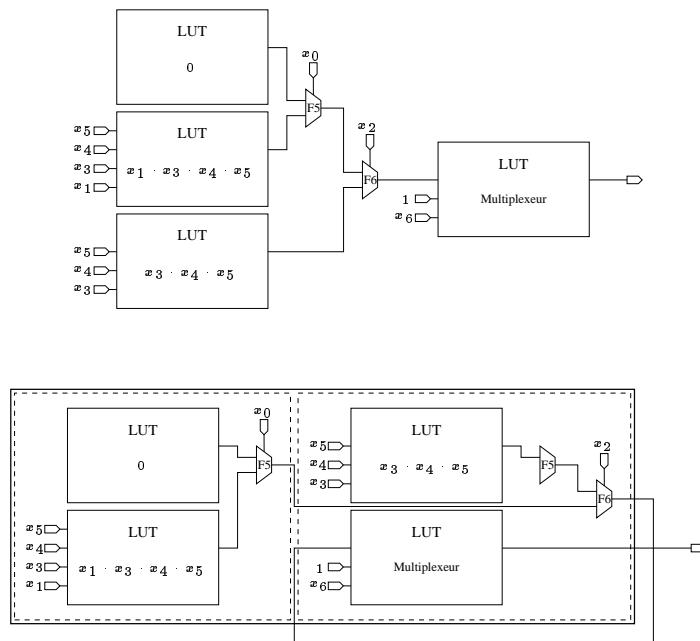 LUT
0
x0
F5
x5
x4
x3
x1
LUT
x1 · x3 · x4 · x5
x2
F6
LUT
x5
x4
x3
x3 · x4 · x5
LUT
1
Multiplexeur
x6
LUT
0
x0
F5
x5
x4
x3
x1
LUT
x1 · x3 · x4 · x5
LUT
x5
x4
x3
x3 · x4 · x5
F5
x2
F6
LUT
1
Multiplexeur
x6